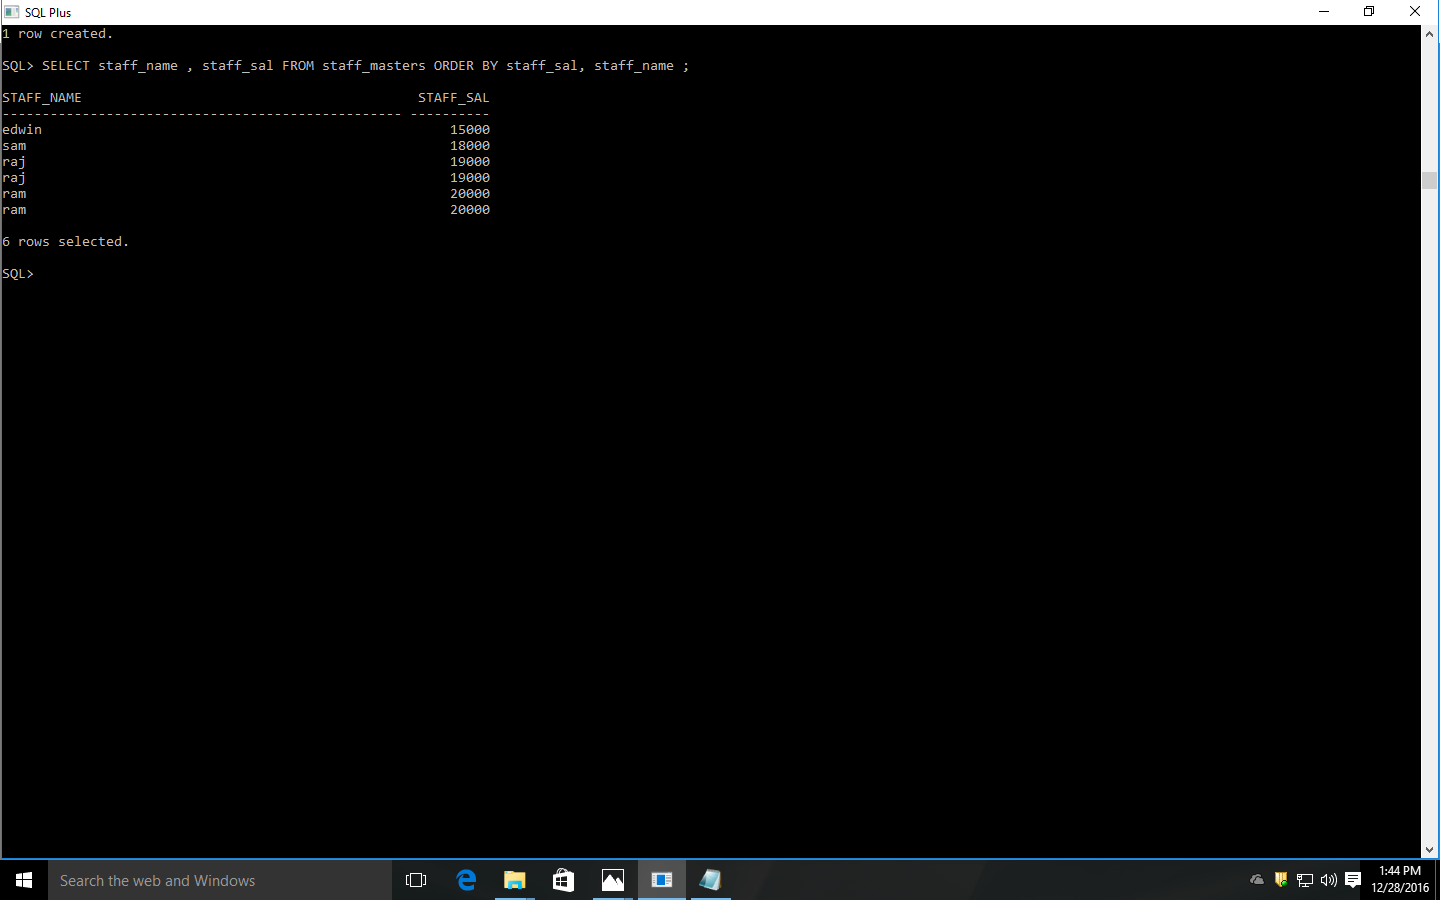 SQL Plus
1 row created.
SQL> SELECT staff_name , staff_sal FROM staff_masters ORDER BY staff_sal, staff_name ;
STAFF_NAME STAFF_SAL
-------------------------------------------------- ----------
edwin 15000
sam 18000
raj 19000
raj 19000
ram 20000
ram 20000
6 rows selected.
SQL>
Search the web and Windows
1:44 PM
12/28/2016